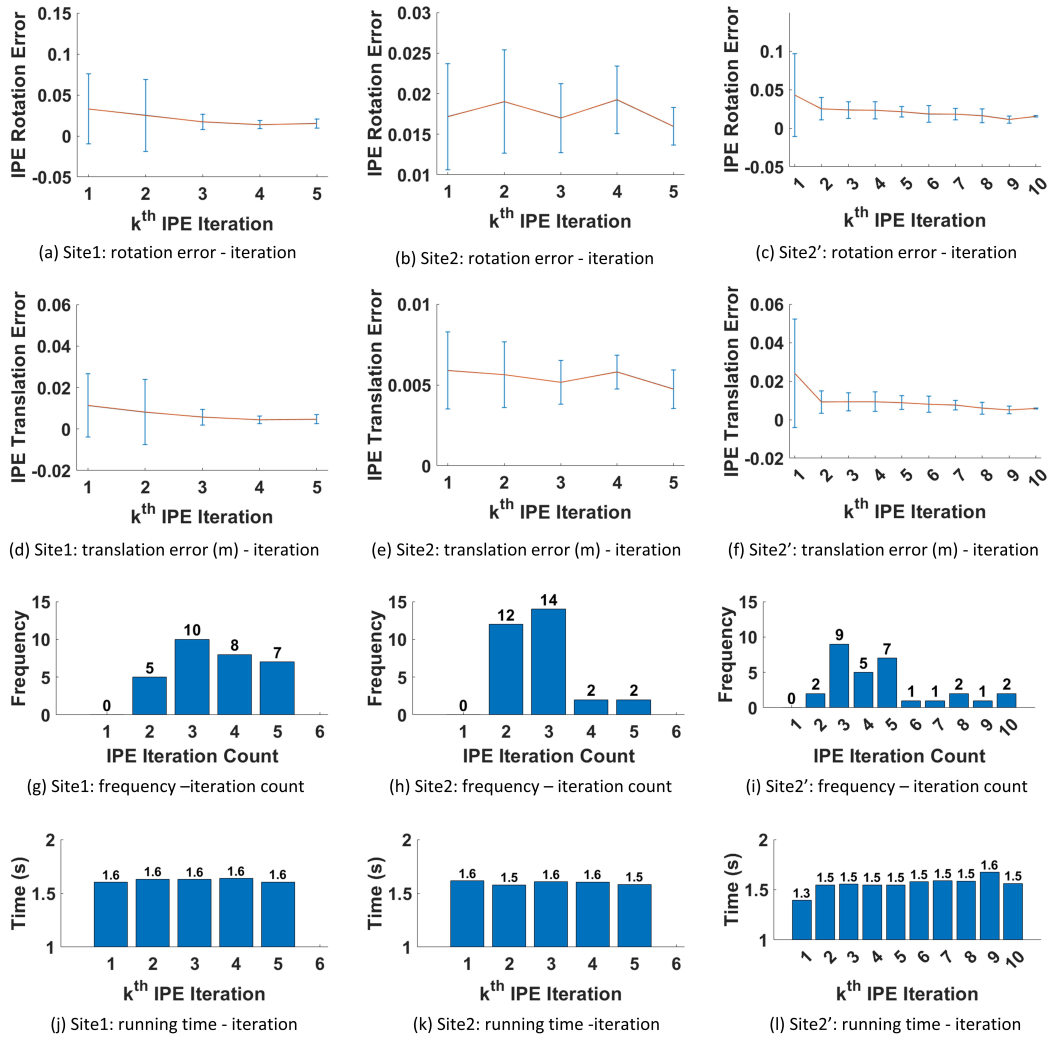 IPE Rotation Error
0.15
0.1
0.05
0
-0.05
1 2 3 4 5
kth IPE Iteration
(a) Site1: rotation error - iteration
IPE Rotation Error
0.03
0.025
0.02
0.015
0.01
1 2 3 4 5
kth IPE Iteration
(b) Site2: rotation error - iteration
IPE Rotation Error
0.1
0.05
0
-0.05
1 2 3 4 5 6 7 8 9 10
kth IPE Iteration
(c) Site2’: rotation error - iteration
IPE Translation Error
0.06
0.04
0.02
0
-0.02
1 2 3 4 5
kth IPE Iteration
(d) Site1: translation error (m) - iteration
IPE Translation Error
0.01
0.005
0
1 2 3 4 5
kth IPE Iteration
(e) Site2: translation error (m) - iteration
IPE Translation Error
0.06
0.04
0.02
0
-0.02
1 2 3 4 5 6 7 8 9 10
kth IPE Iteration
(f) Site2’: translation error (m) - iteration
Frequency
15
10
5
0
0 5 10 8 7
1 2 3 4 5 6
IPE Iteration Count
(g) Site1: frequency –iteration count
Frequency
15
10
5
0
0 12 14 2 2
1 2 3 4 5 6
IPE Iteration Count
(h) Site2: frequency – iteration count
Frequency
15
10
5
0
0 2 9 5 7 1 1 2 1 2
1 2 3 4 5 6 7 8 9 10
IPE Iteration Count
(i) Site2’: frequency – iteration count
Time (s)
2
1.5
1
1.6 1.6 1.6 1.6 1.6
1 2 3 4 5 6
kth IPE Iteration
(j) Site1: running time - iteration
Time (s)
2
1.5
1
1.6 1.5 1.6 1.6 1.5
1 2 3 4 5 6
kth IPE Iteration
(k) Site2: running time -iteration
Time (s)
2
1.5
1
1.3 1.5 1.5 1.5 1.5 1.5 1.5 1.5 1.6 1.5
1 2 3 4 5 6 7 8 9 10
kth IPE Iteration
(l) Site2’: running time - iteration